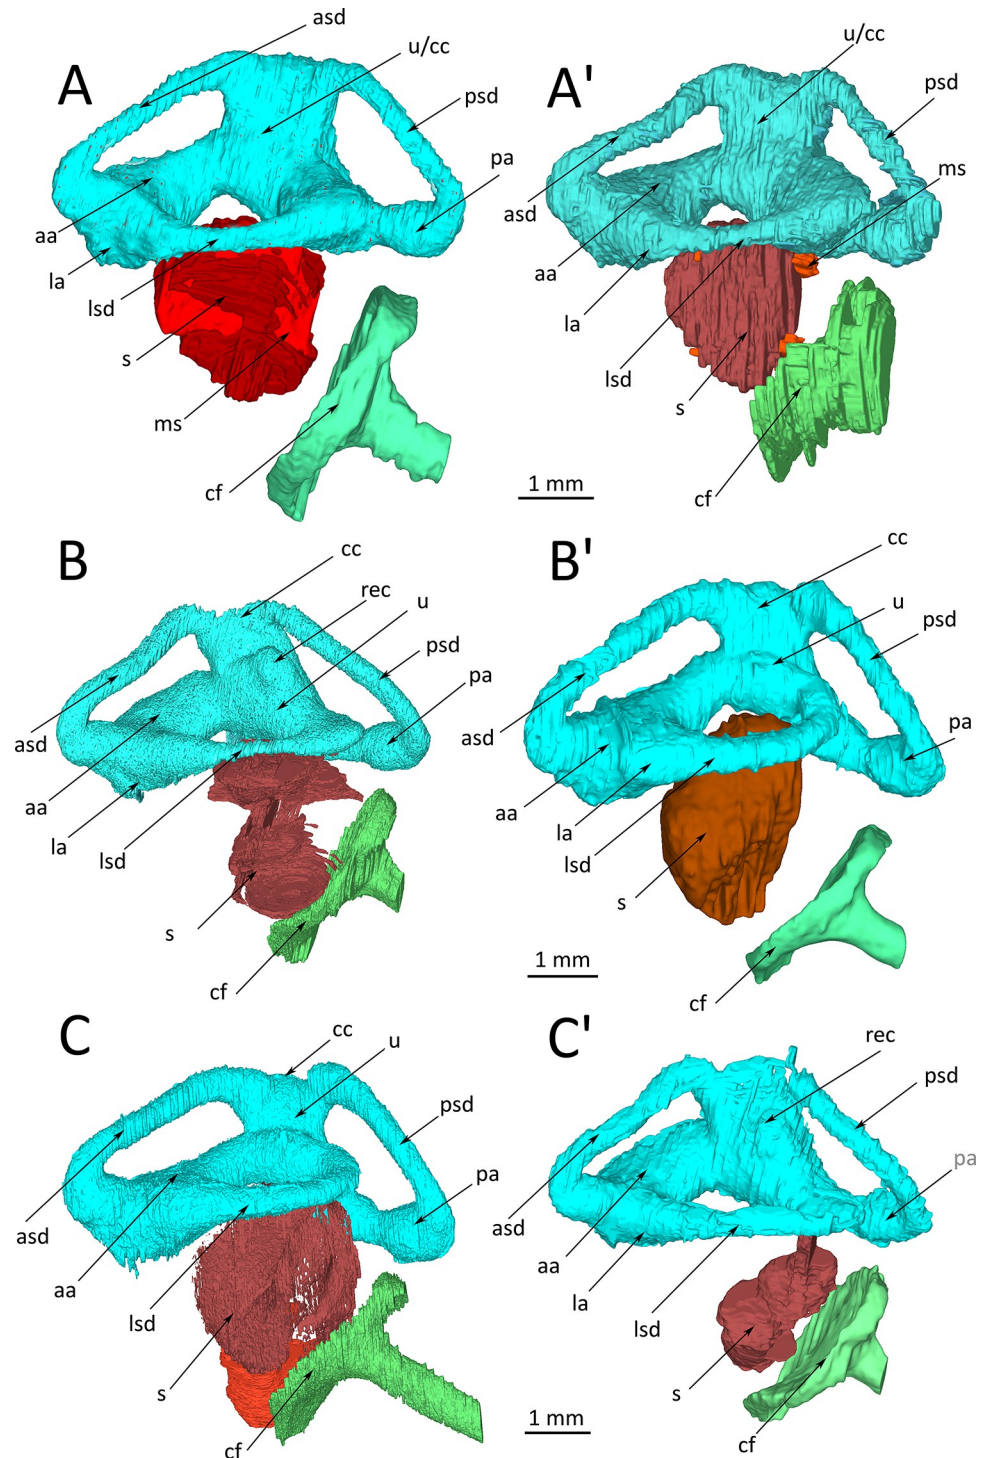 A
asd
u/cc
psd
pa
aa
la
lsd
s
ms
cf
A'
u/cc
psd
ms
asd
aa
la
lsd
s
cf
1 mm
B
cc
rec
u
psd
pa
asd
aa
la
lsd
s
cf
B'
cc
u
psd
pa
asd
aa
la
lsd
s
cf
1 mm
C
cc
u
psd
pa
asd
aa
lsd
s
cf
C'
rec
psd
pa
asd
aa
la
lsd
s
cf
1 mm